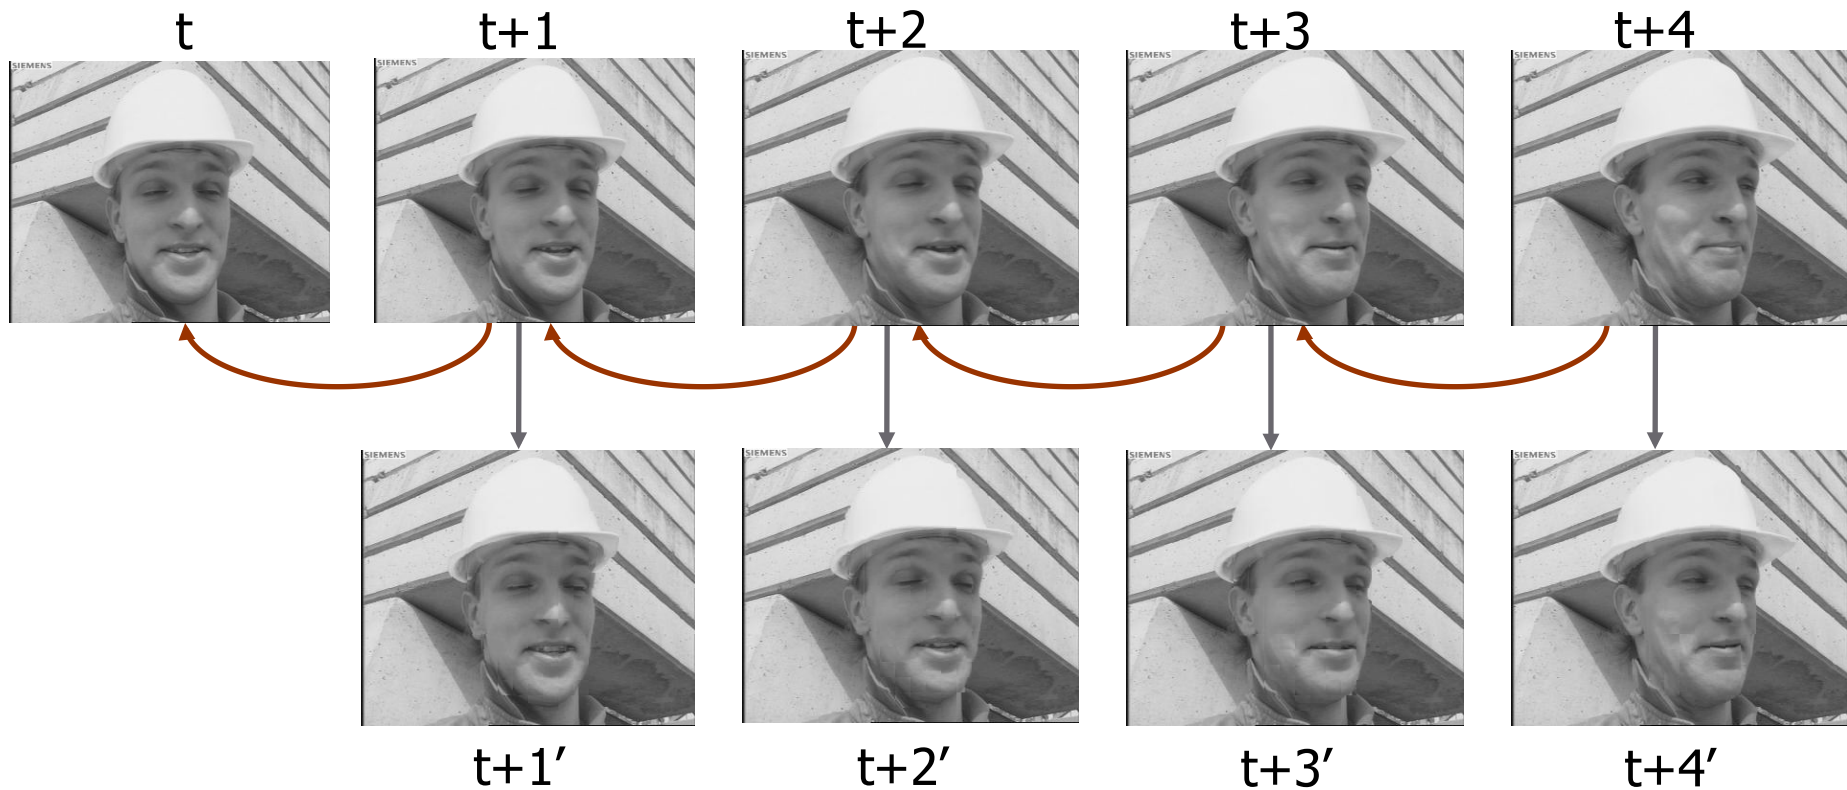 t
t+1
t+2
t+3
t+4
SIEMENS
SIEMENS
SIEMENS
SIEMENS
SIEMENS
SIEMENS
SIEMENS
SIEMENS
SIEMENS
t+1′
t+2′
t+3′
t+4′